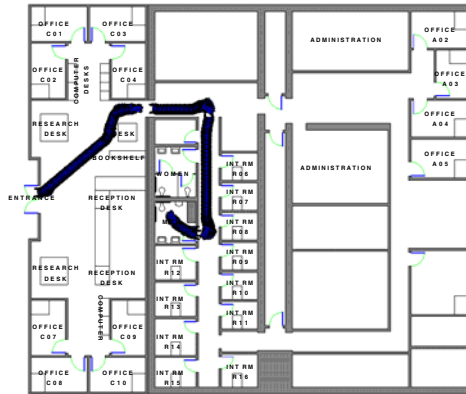 OFFICE
C01
OFFICE
C03
OFFICE
A02
ADMINISTRATION
OFFICE
C02
COMPUTER
DESKS
OFFICE
C04
OFFICE
A03
RESEARCH
DESK
DESK
OFFICE
A04
BOOKSHELF
OFFICE
A05
WOMEN
INT RM
R06
ADMINISTRATION
ENTRANCE
RECEPTION
DESK
INT RM
R07
INT RM
R08
RESEARCH
DESK
RECEPTION
DESK
INT RM
R12
INT RM
R09
INT RM
R10
COMPUTER
INT RM
R13
INT RM
R11
OFFICE
C07
OFFICE
C09
INT RM
R14
OFFICE
C08
OFFICE
C10
INT RM
R15
INT RM
R16